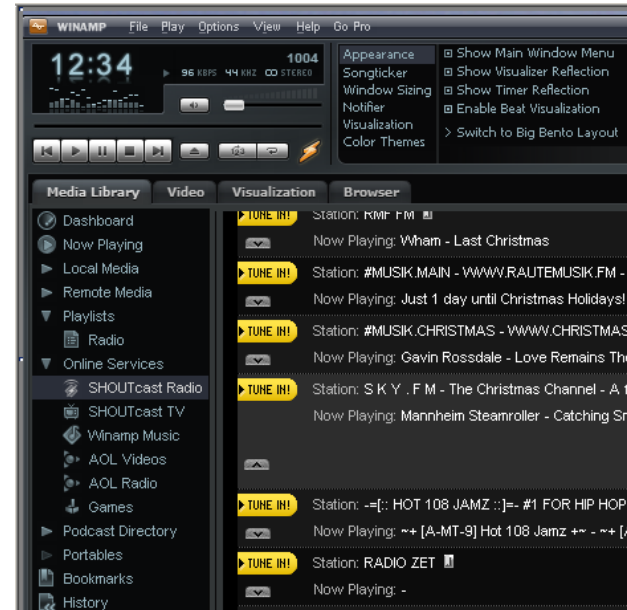 WINAMP File Play Options View Help Go Pro
12:34
96 KBPS 44 KHZ STEREO
1004
Appearance
Songticker
Window Sizing
Notifier
Visualization
Color Themes
Show Main Window Menu
Show Visualizer Reflection
Show Timer Reflection
Enable Beat Visualization
> Switch to Big Bento Layout
Media Library Video Visualization Browser
Dashboard
Now Playing
Local Media
Remote Media
Playlists
Radio
Online Services
SHOUTcast Radio
SHOUTcast TV
Winamp Music
AOL Videos
AOL Radio
Games
Podcast Directory
Portables
Bookmarks
History
TUNE IN! Station: RMF FM
Now Playing: Wham - Last Christmas
TUNE IN! Station: #MUSIK.MAIN - WWW.RAUTEMUSIK.FM -
Now Playing: Just 1 day until Christmas Holidays!
TUNE IN! Station: #MUSIK.CHRISTMAS - WWW.CHRISTMAS
Now Playing: Gavin Rossdale - Love Remains The
TUNE IN! Station: S K Y . F M - The Christmas Channel - A
Now Playing: Mannheim Steamroller - Catching Sn
TUNE IN! Station: -=[:: HOT 108 JAMZ ::]=- #1 FOR HIP HOP
Now Playing: ~+ [A-MT-9] Hot 108 Jamz +~ - ~+
TUNE IN! Station: RADIO ZET
Now Playing: -